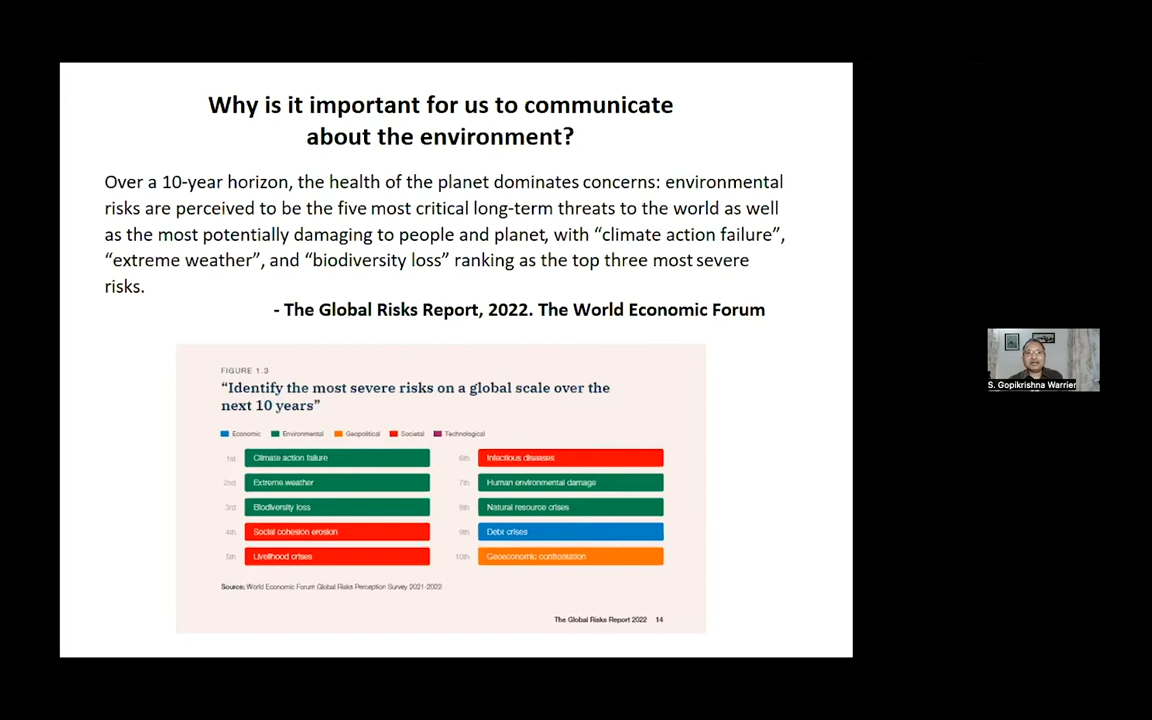 Why is it important for us to communicate
about the environment?
Over a 10-year horizon, the health of the planet dominates concerns: environmental
risks are perceived to be the five most critical long-term threats to the world as well
as the most potentially damaging to people and planet, with “climate action failure”,
“extreme weather”, and “biodiversity loss” ranking as the top three most severe
risks.
- The Global Risks Report, 2022. The World Economic Forum
FIGURE 1.3
“Identify the most severe risks on a global scale over the
next 10 years”
Economic Environmental Geopolitical Societal Technological
1st Climate action failure
2nd Extreme weather
3rd Biodiversity loss
4th Social cohesion erosion
5th Livelihood crises
6th Infectious diseases
7th Human environmental damage
8th Natural resource crises
9th Debt crises
10th Geoeconomic confrontation
Source: World Economic Forum Global Risks Perception Survey 2021-2022
The Global Risks Report 2022 14
S. Gopikrishna Warrier